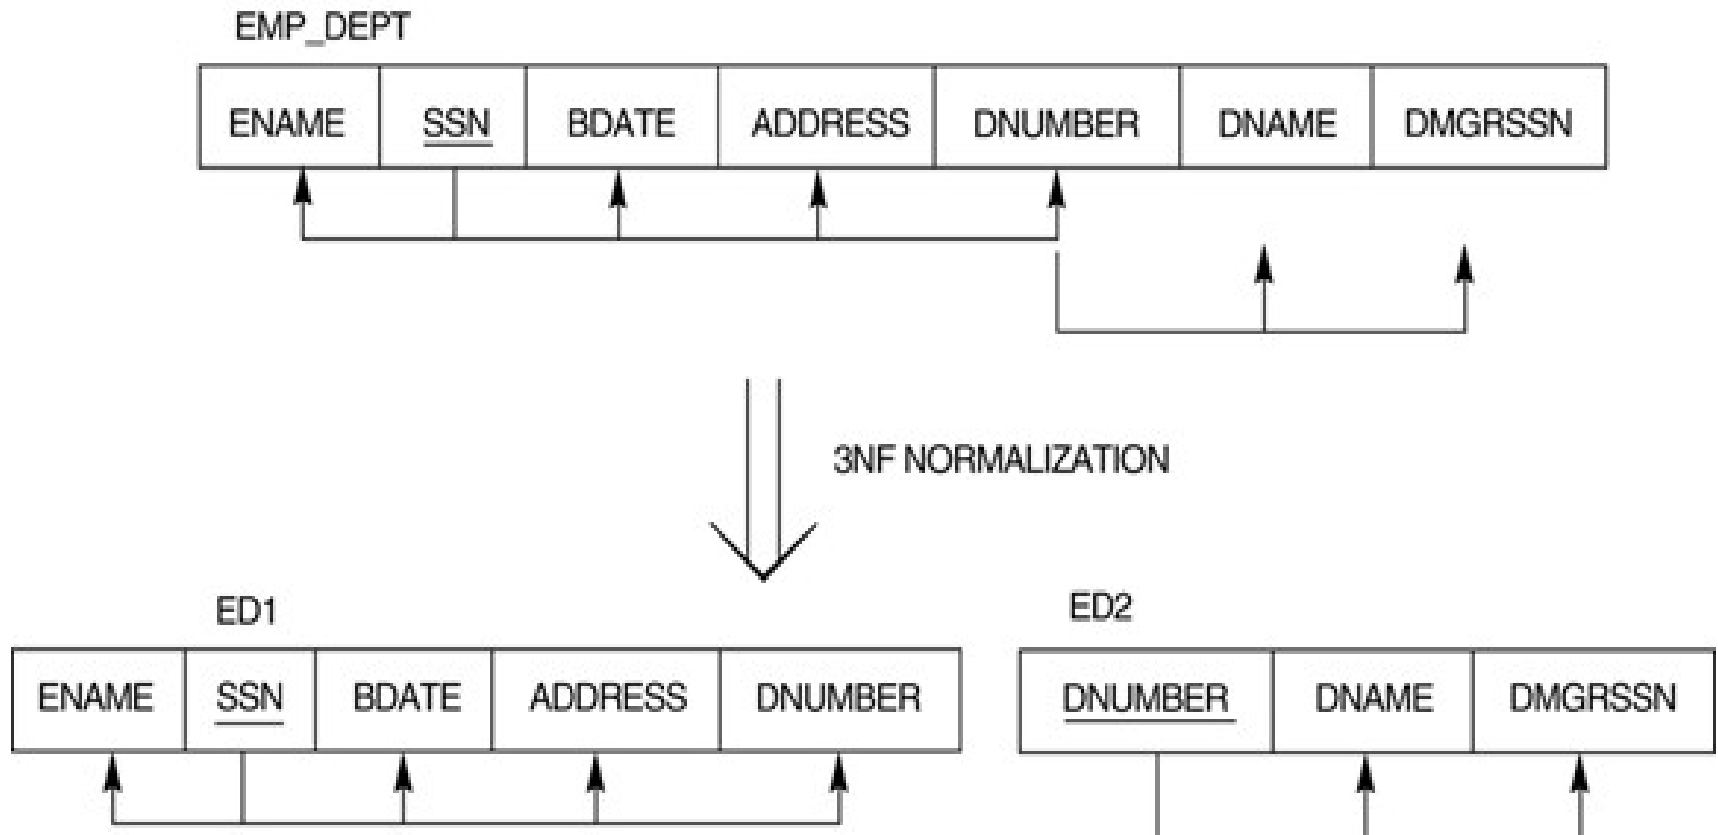 EMP_DEPT
ENAME SSN BDATE ADDRESS DNUMBER DNAME DMGRSSN
3NF NORMALIZATION
ED1 ED2
ENAME SSN BDATE ADDRESS DNUMBER DNUMBER DNAME DMGRSSN